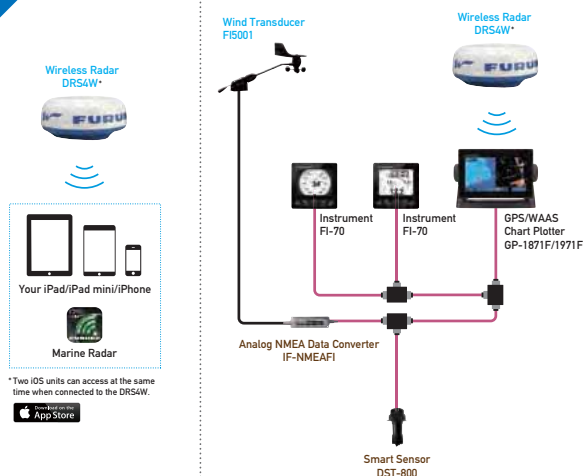 Wireless Radar
DRS4W*
FURU
Your iPad/iPad mini/iPhone
Marine Radar
* Two iOS units can access at the same
time when connected to the DRS4W.
Download on the
App Store
Wind Transducer
FI5001
Wireless Radar
DRS4W*
FURU
Instrument
FI-70
Instrument
FI-70
GPS/WAAS
Chart Plotter
GP-1871F/1971F
Analog NMEA Data Converter
IF-NMEAFI
Smart Sensor
DST-800